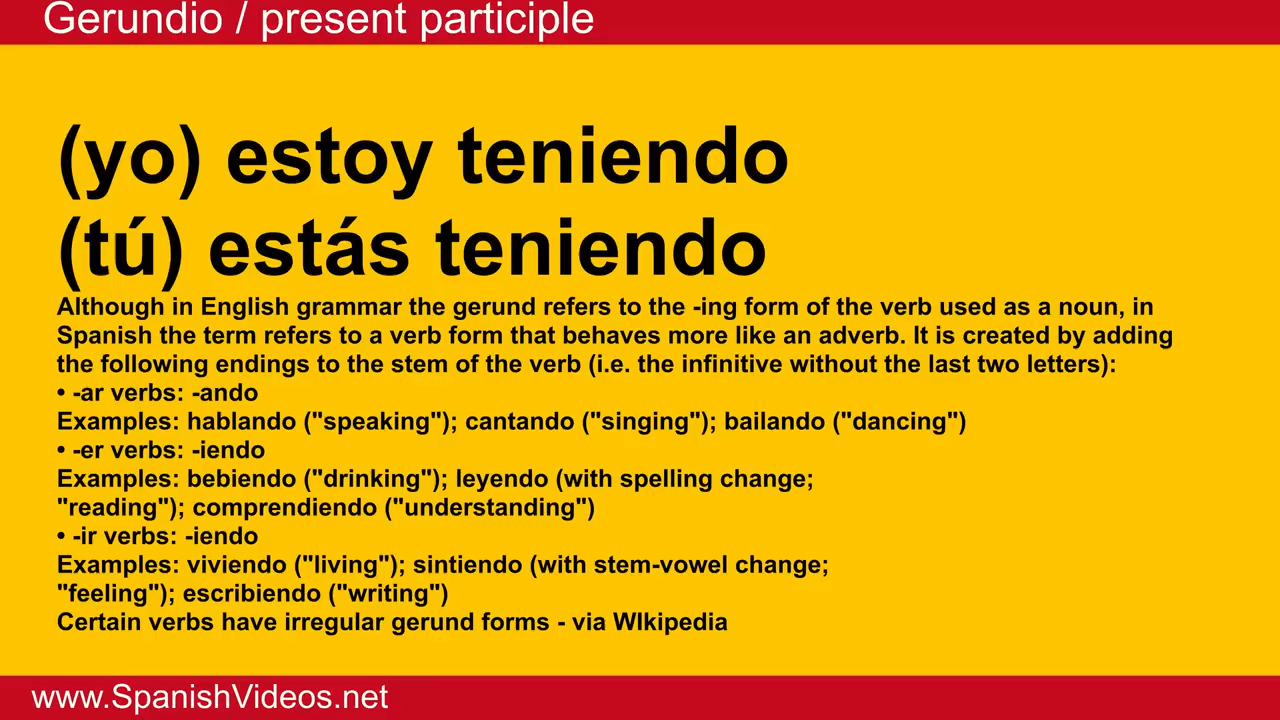 Gerundio / present participle
(yo) estoy teniendo
(tú) estás teniendo
Although in English grammar the gerund refers to the -ing form of the verb used as a noun, in
Spanish the term refers to a verb form that behaves more like an adverb. It is created by adding
the following endings to the stem of the verb (i.e. the infinitive without the last two letters):
• -ar verbs: -ando
Examples: hablando ("speaking"); cantando ("singing"); bailando ("dancing")
• -er verbs: -iendo
Examples: bebiendo ("drinking"); leyendo (with spelling change;
"reading"); comprendiendo ("understanding")
• -ir verbs: -iendo
Examples: viviendo ("living"); sintiendo (with stem-vowel change;
"feeling"); escribiendo ("writing")
Certain verbs have irregular gerund forms - via WIkipedia
www.SpanishVideos.net